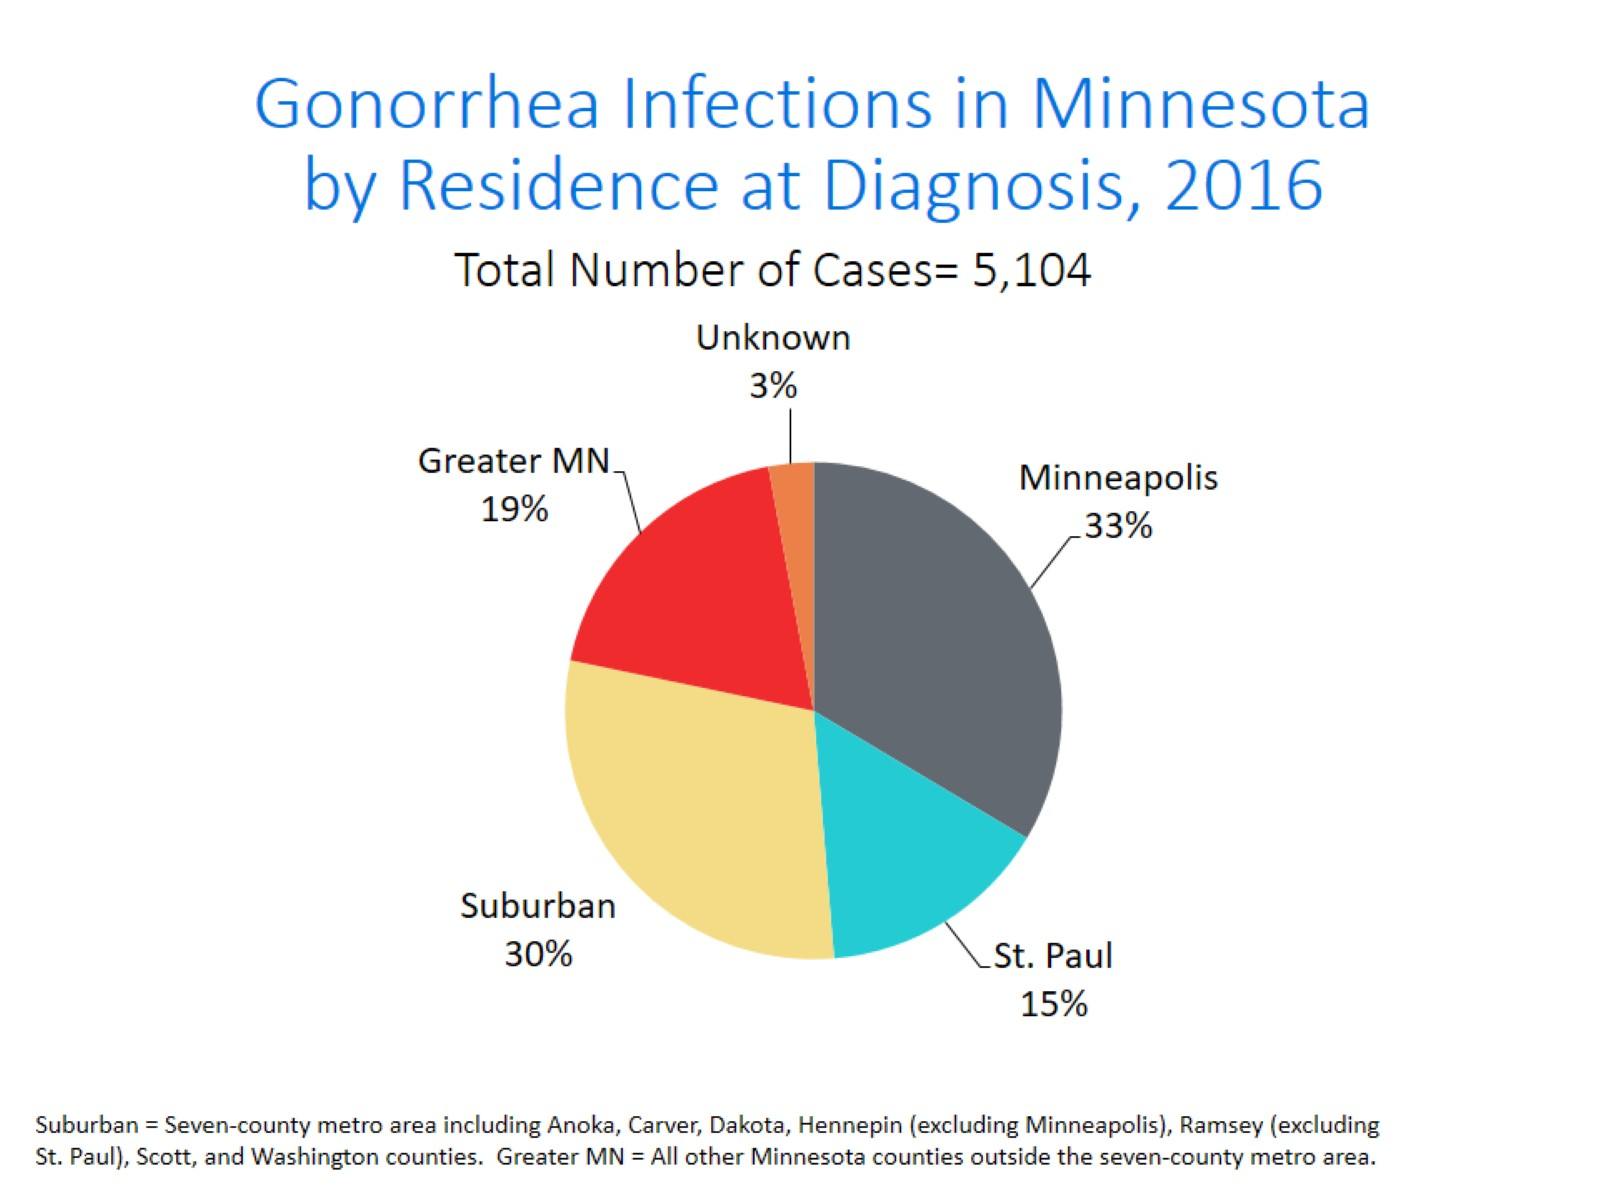 Gonorrhea Infections in Minnesota
by Residence at Diagnosis, 2016
Total Number of Cases= 5,104
Unknown
3%
Greater MN
19%
Minneapolis
33%
Suburban
30%
St. Paul
15%
Suburban = Seven-county metro area including Anoka, Carver, Dakota, Hennepin (excluding Minneapolis), Ramsey (excluding
St. Paul), Scott, and Washington counties.  Greater MN = All other Minnesota counties outside the seven-county metro area.